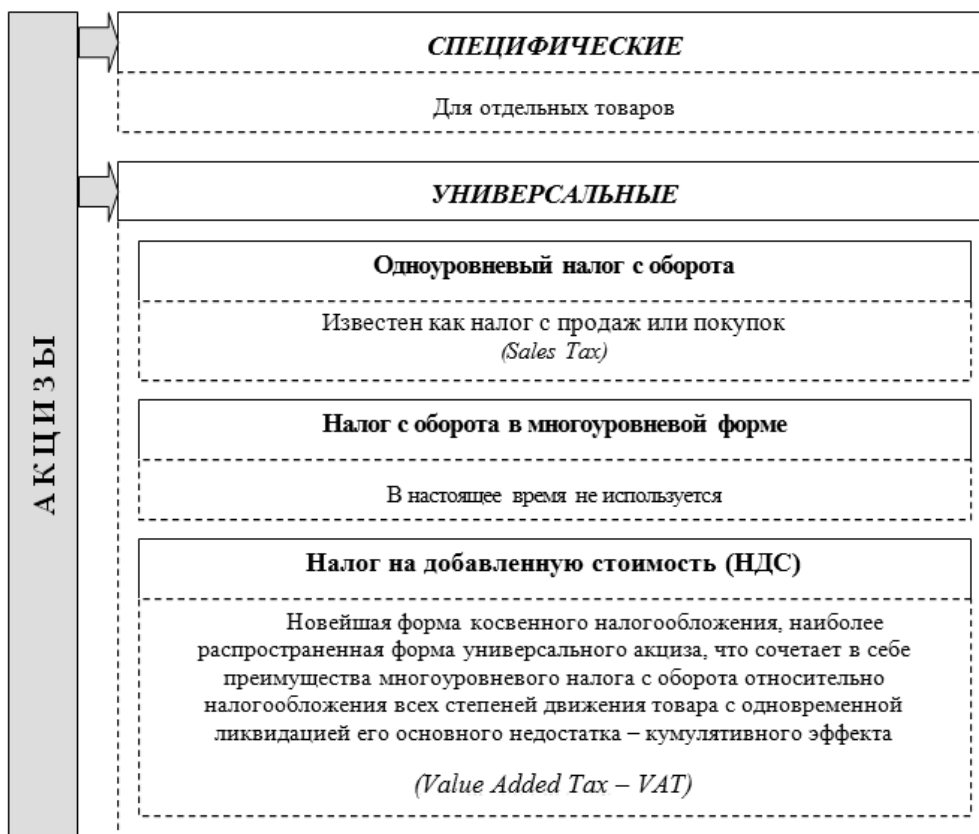 АКЦИЗЫ
СПЕЦИФИЧЕСКИЕ
Для отдельных товаров
УНИВЕРСАЛЬНЫЕ
Одноуровневый налог с оборота
Известен как налог с продаж или покупок
(Sales Tax)
Налог с оборота в многоуровневой форме
В настоящее время не используется
Налог на добавленную стоимость (НДС)
Новейшая форма косвенного налогообложения, наиболее
распространенная форма универсального акциза, что сочетает в себе
преимущества многоуровневого налога с оборота относительно
налогообложения всех степеней движения товара с одновременной
ликвидацией его основного недостатка – кумулятивного эффекта
(Value Added Tax – VAT)